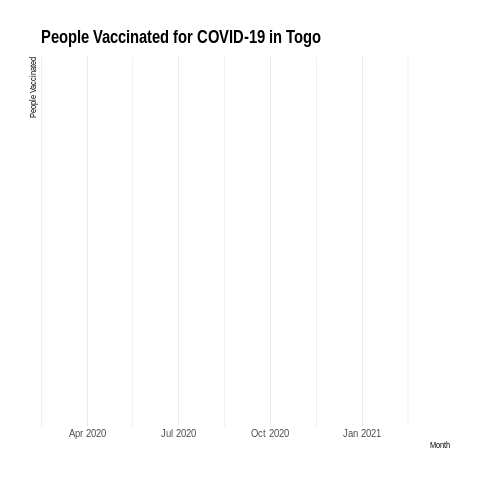 People Vaccinated for COVID-19 in Togo
People Vaccinated
Apr 2020
Jul 2020
Oct 2020
Jan 2021
Month